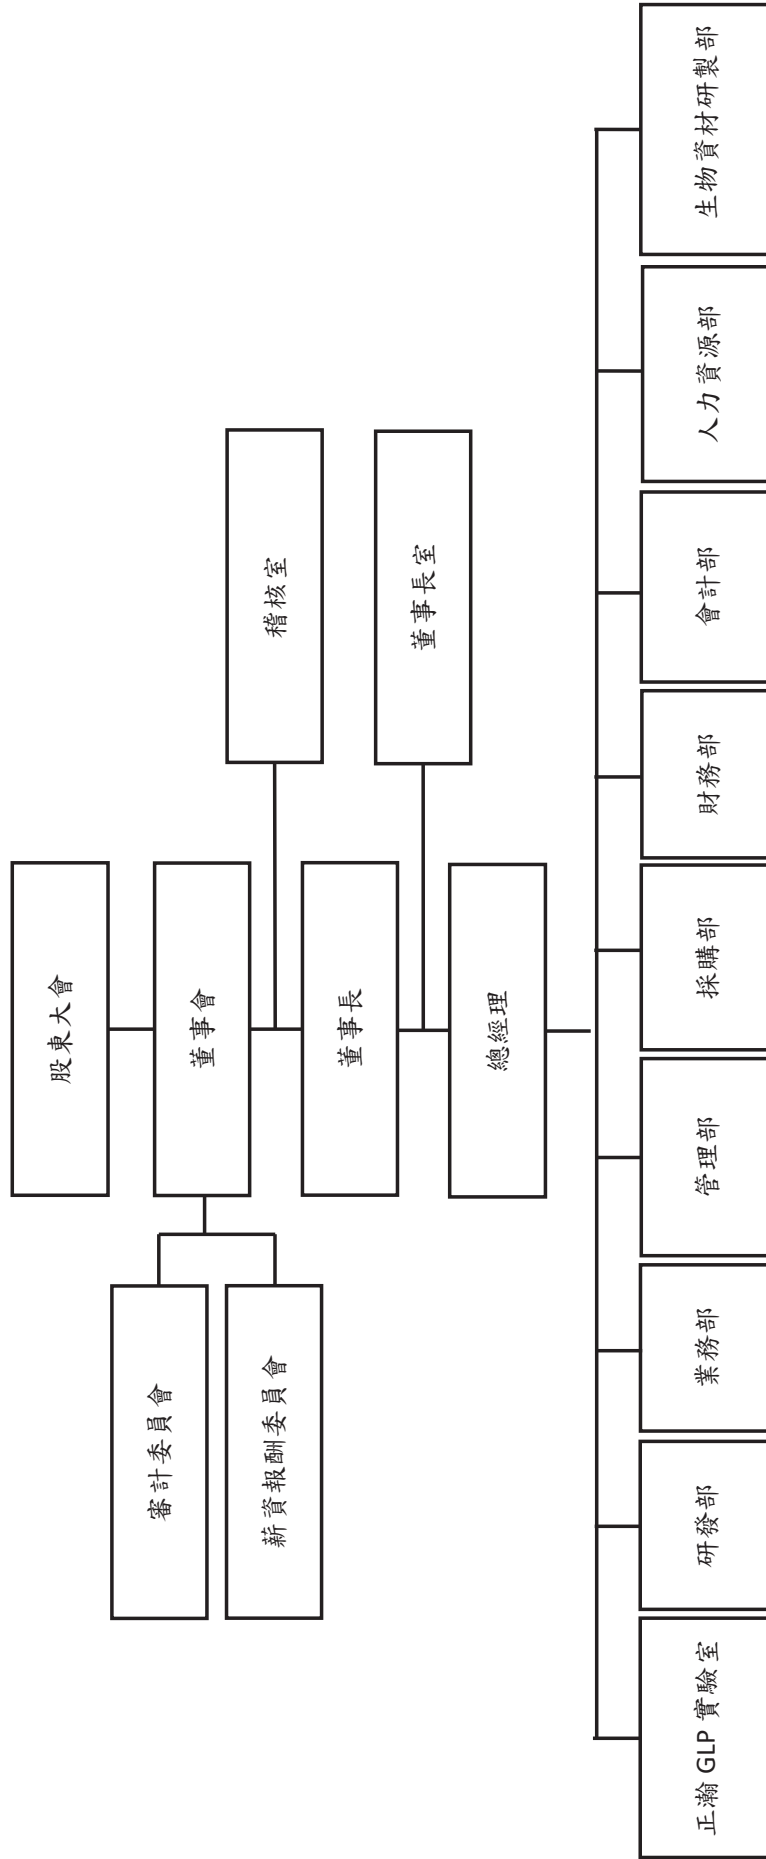 股東大會
董事會
審計委員會
薪資報酬委員會
稽核室
董事長
董事長室
總經理
正瀚 GLP 實驗室
研發部
業務部
管理部
採購部
財務部
會計部
人力資源部
生物資材研製部